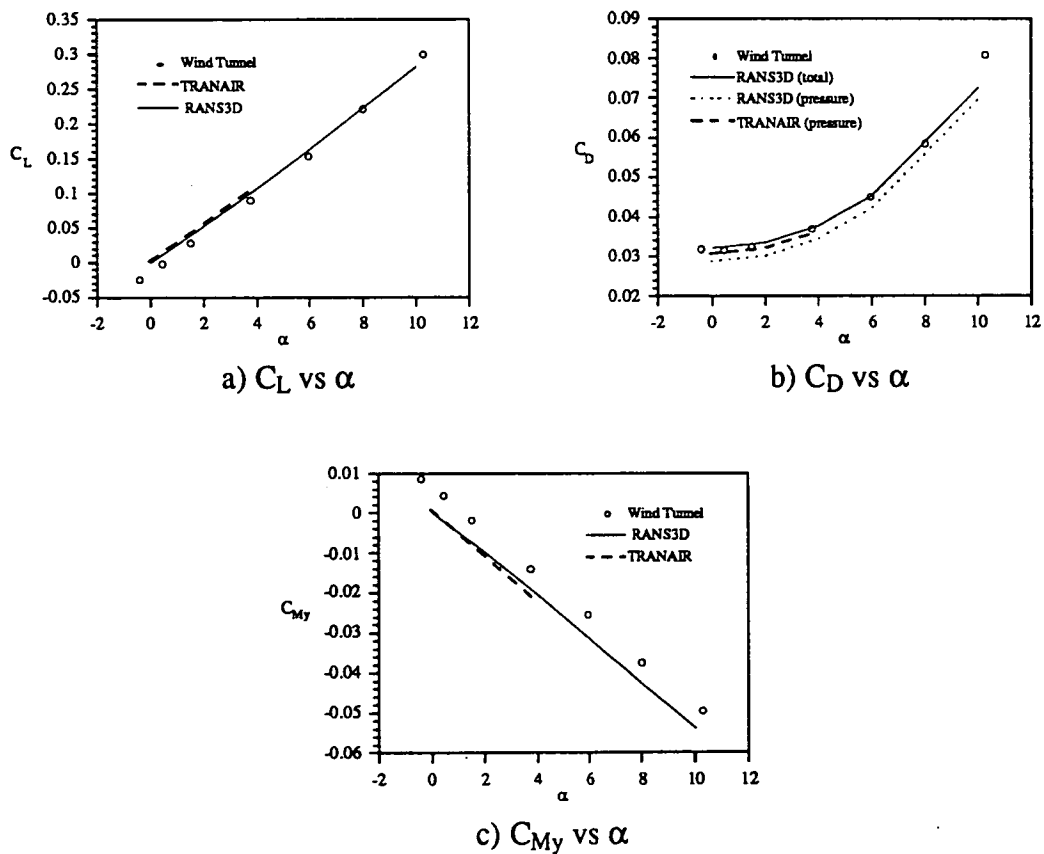 0.35
0.30
0.25
0.20
C_L 0.15
0.1
0.05
0
-0.05
-2 0 2 4 6 8 10 12
α
Wind Tunnel
TRANAIR
RANS3D
a) C_L vs α
0.09
0.08
0.07
0.06
C_D
0.05
0.04
0.03
0.02
-2 0 2 4 6 8 10 12
α
Wind Tunnel
RANS3D (total)
RANS3D (pressure)
TRANAIR (pressure)
b) C_D vs α
0.01
0
-0.01
-0.02
C_My
-0.03
-0.04
-0.05
-0.06
-2 0 2 4 6 8 10 12
α
Wind Tunnel
RANS3D
TRANAIR
c) C_My vs α